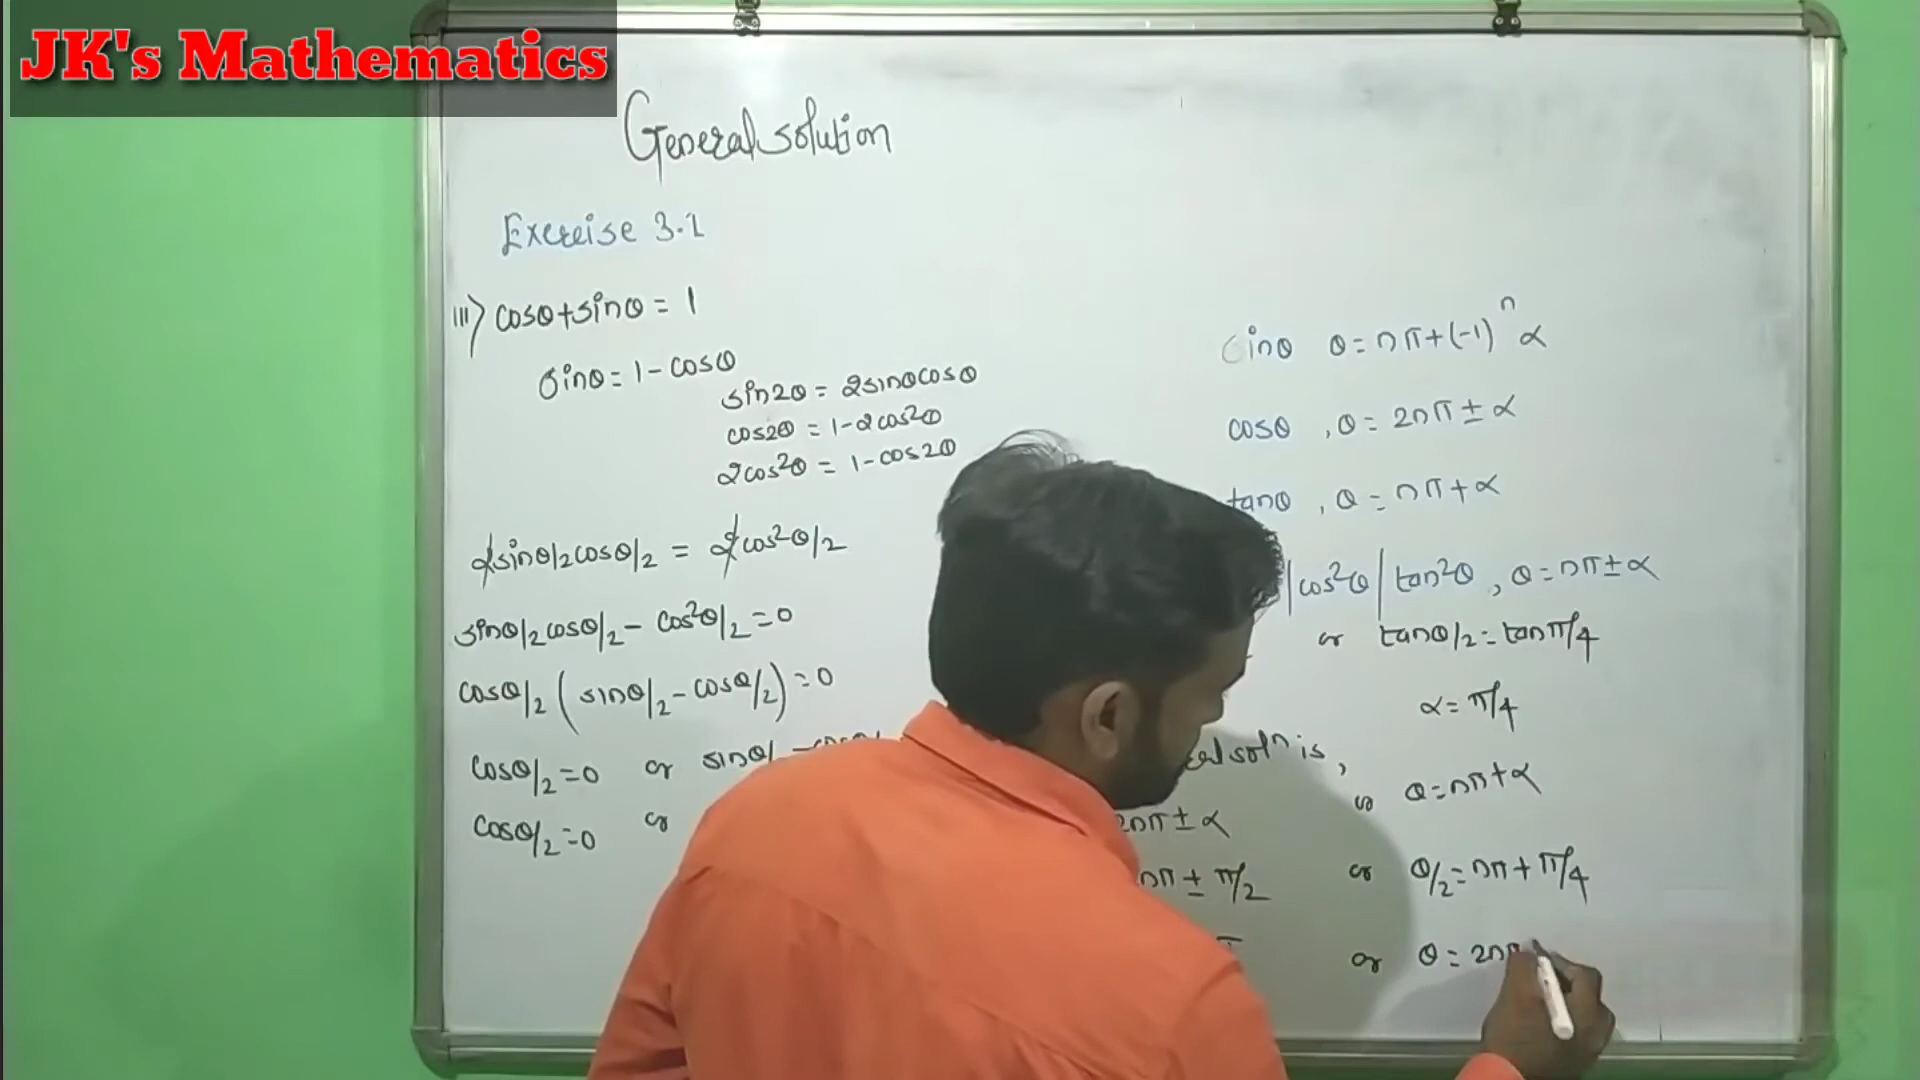 JK's Mathematics
General solution
Exercise 3.1
iii) cosθ+sinθ = 1
sinθ = 1 - cosθ
sin2θ = 2sinθcosθ
cos2θ = 1-2cos²θ
2cos²θ = 1-cos2θ
2sinθ/2cosθ/2 = 2cos²θ/2
sinθ/2cosθ/2 - cos²θ/2 = 0
cosθ/2 (sinθ/2 - cosθ/2) = 0
cosθ/2 = 0 or sinθ/
cosθ/2 = 0 or
sinθ θ = nπ+(-1)ⁿ α
cosθ , θ = 2nπ ± α
tanθ , θ = nπ + α
|cos²θ| tan²θ , θ = nπ ± α
or tanθ/2 = tanπ/4
α = π/4
solⁿ is,
2nπ ± α or θ = nπ + α
nπ ± π/2 or θ/2 = nπ + π/4
or θ = 2nπ